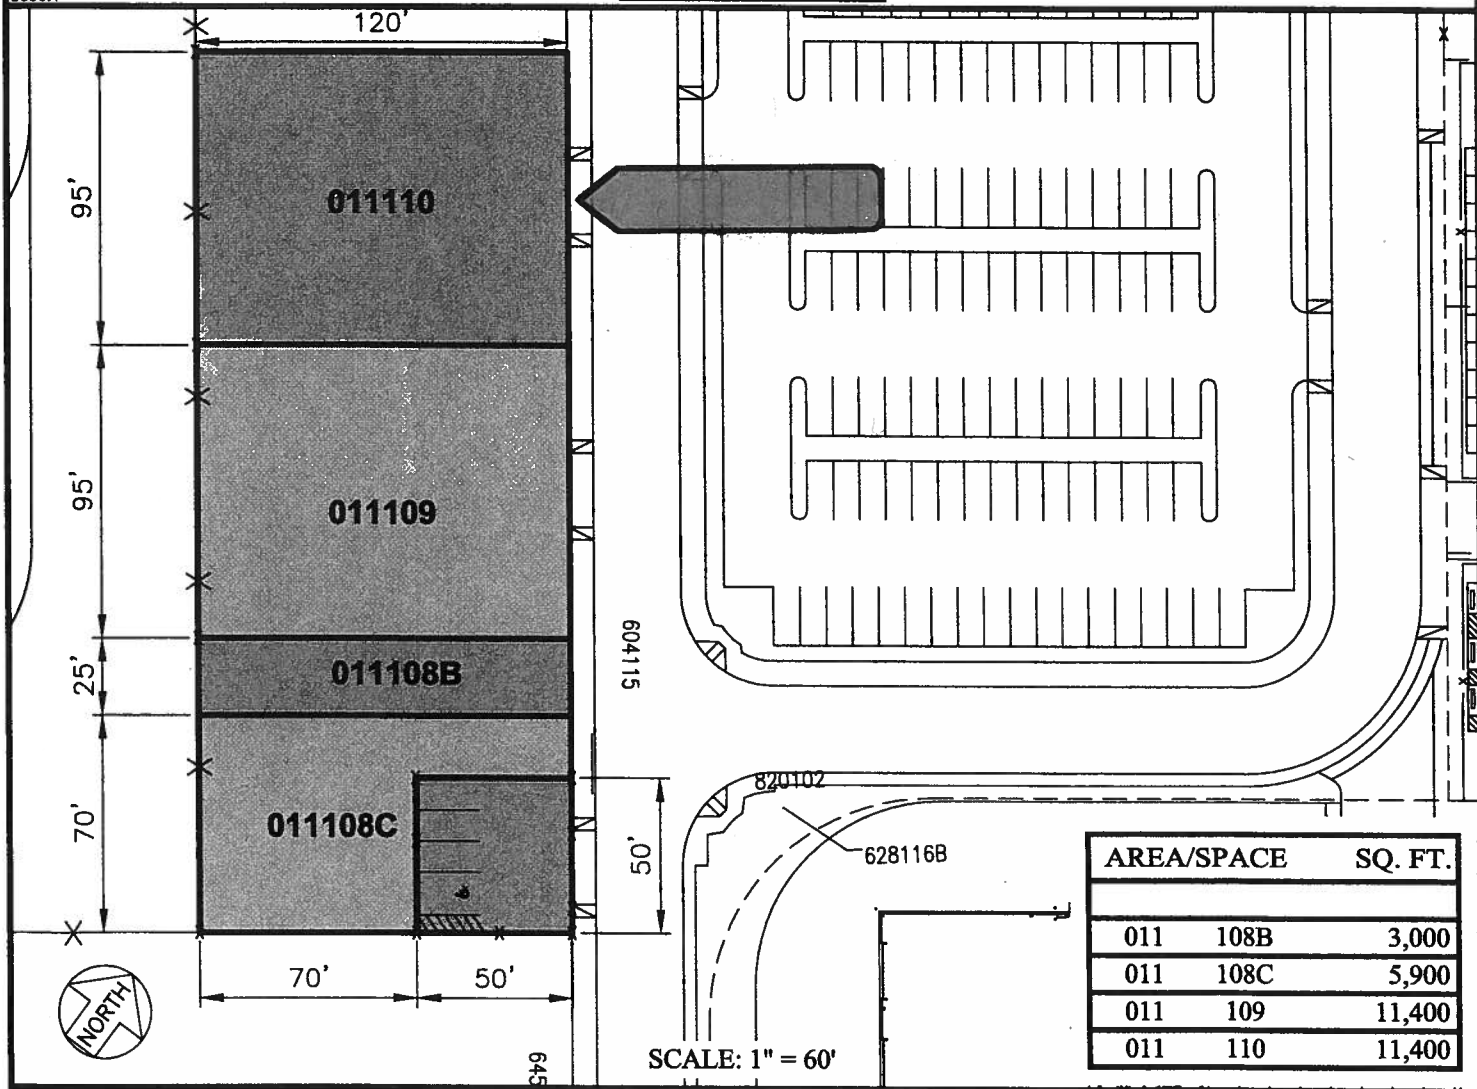 120'
95'
011110
95'
011109
25'
011108B
604115
70'
011108C
50'
820102
628116B
70'
50'
NORTH
645
SCALE: 1" = 60'
AREA/SPACE SQ. FT.
011 108B 3,000
011 108C 5,900
011 109 11,400
011 110 11,400